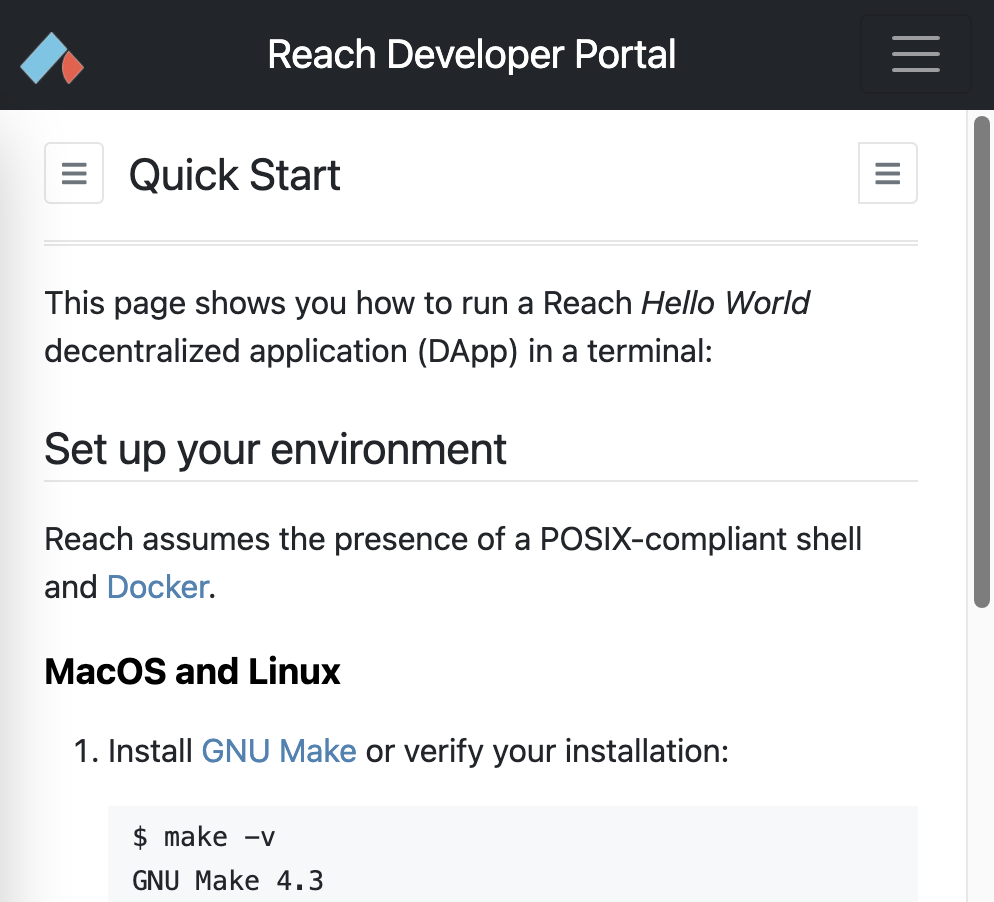 Reach Developer Portal
Quick Start
This page shows you how to run a Reach Hello World
decentralized application (DApp) in a terminal:
Set up your environment
Reach assumes the presence of a POSIX-compliant shell
and Docker.
MacOS and Linux
1. Install GNU Make or verify your installation:
$ make -v
GNU Make 4.3